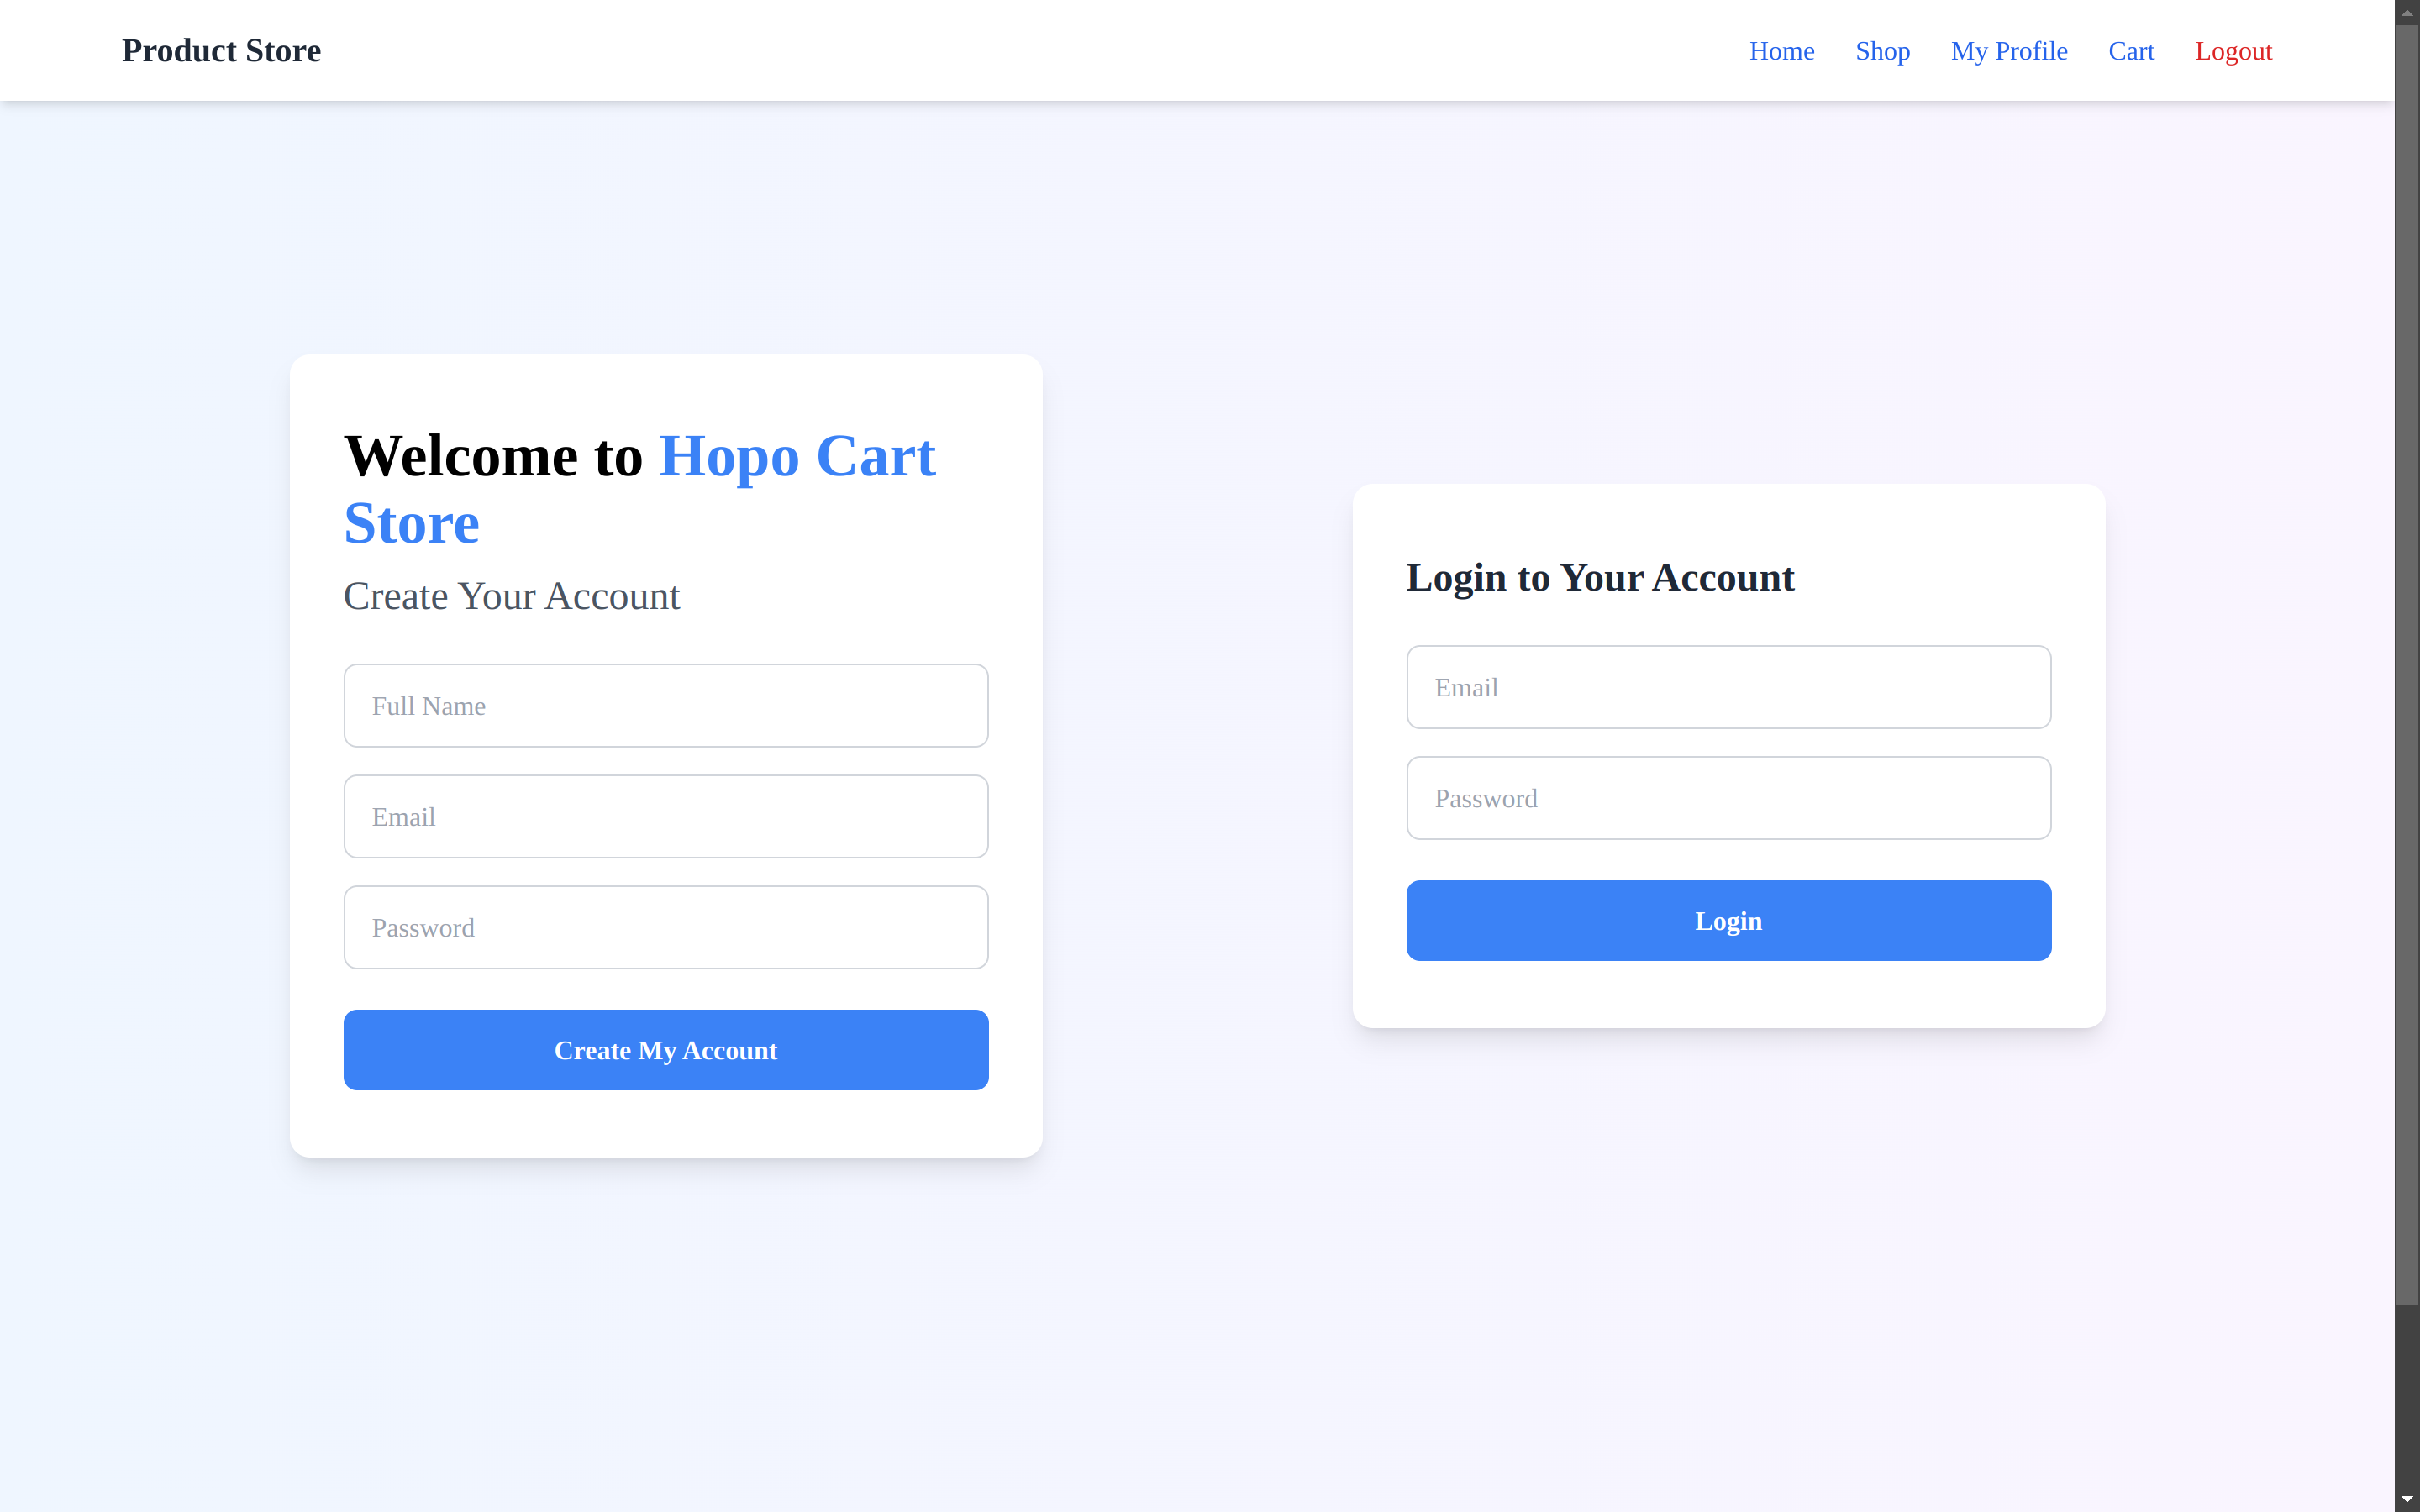 Product Store
Home Shop My Profile Cart Logout
Welcome to Hopo Cart
Store
Create Your Account
Full Name
Email
Password
Create My Account
Login to Your Account
Email
Password
Login